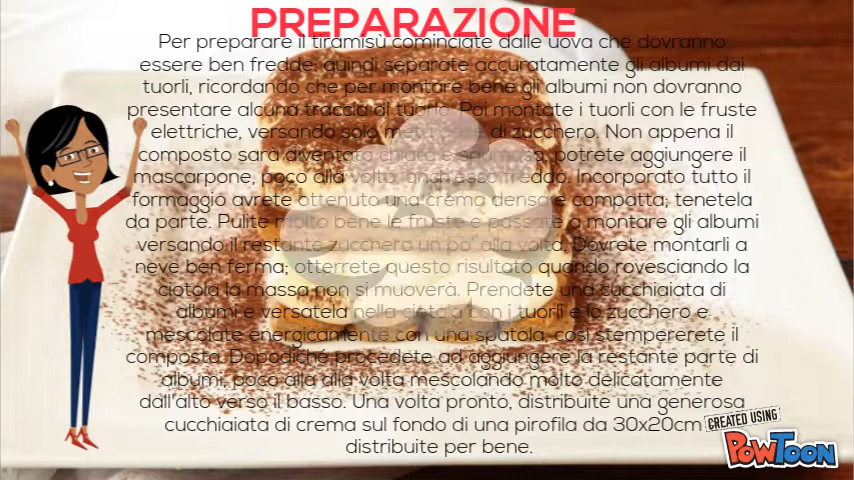 PREPARAZIONE
Per preparare il tiramisù cominciate dalle uova che dovranno
essere ben fredde: quindi separate accuratamente gli albumi dai
tuorli, ricordando che per montare bene gli albumi non dovranno
presentare alcuna traccia di tuorlo. Poi montate i tuorli con le fruste
elettriche, versando solo metà dose di zucchero. Non appena il
composto sarà diventato chiaro e spumoso, potrete aggiungere il
mascarpone, poco alla volta, anch'esso freddo. Incorporato tutto il
formaggio avrete ottenuto una crema densa e compatta; tenetela
da parte. Pulite molto bene le fruste e passate a montare gli albumi
versando il restante zucchero un po' alla volta. Dovrete montarli a
neve ben ferma; otterrete questo risultato quando rovesciando la
ciotola la massa non si muoverà. Prendete una cucchiaiata di
albumi e versatela nella ciotola con i tuorli e lo zucchero e
mescolate energicamente con una spatola, così stempererete il
composto. Dopodiché procedete ad aggiungere la restante parte di
albumi, poco alla alla volta mescolando molto delicatamente
dall'alto verso il basso. Una volta pronto, distribuite una generosa
cucchiaiata di crema sul fondo di una pirofila da 30x20cm
distribuite per bene.
CREATED USING
POWTOON